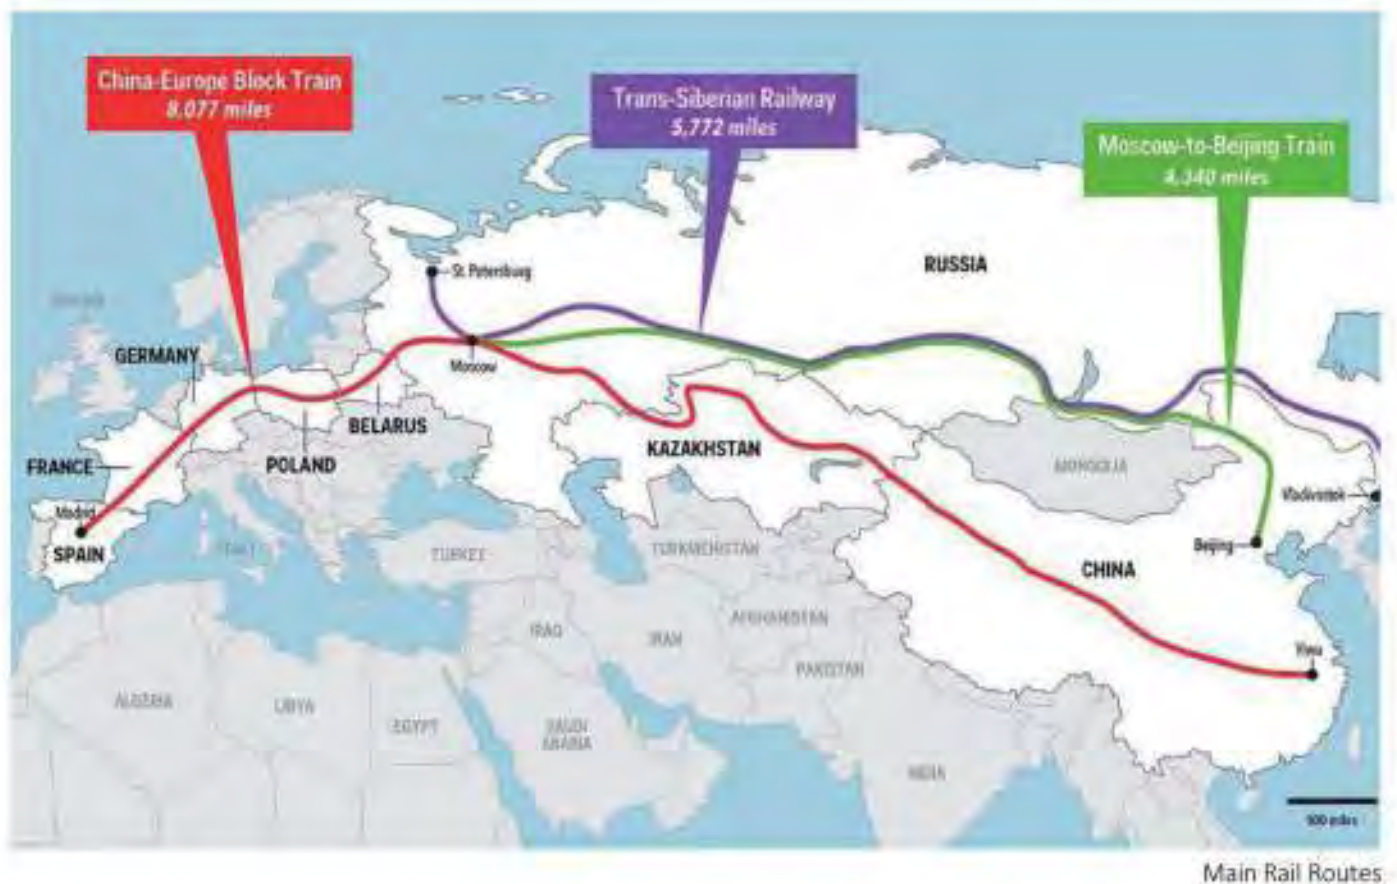 China-Europe Block Train
8,077 miles
Trans-Siberian Railway
5,772 miles
Moscow-to-Beijing Train
4,340 miles
RUSSIA
St. Petersburg
GERMANY
Moscow
BELARUS
FRANCE
POLAND
KAZAKHSTAN
MONGOLIA
Vladivostok
Madrid
SPAIN
ITALY
TURKEY
TURKMENISTAN
Beijing
CHINA
AFGHANISTAN
IRAQ
IRAN
Yiwu
PAKISTAN
ALGERIA
LIBYA
EGYPT
SAUDI
ARABIA
INDIA
500 miles
Main Rail Routes